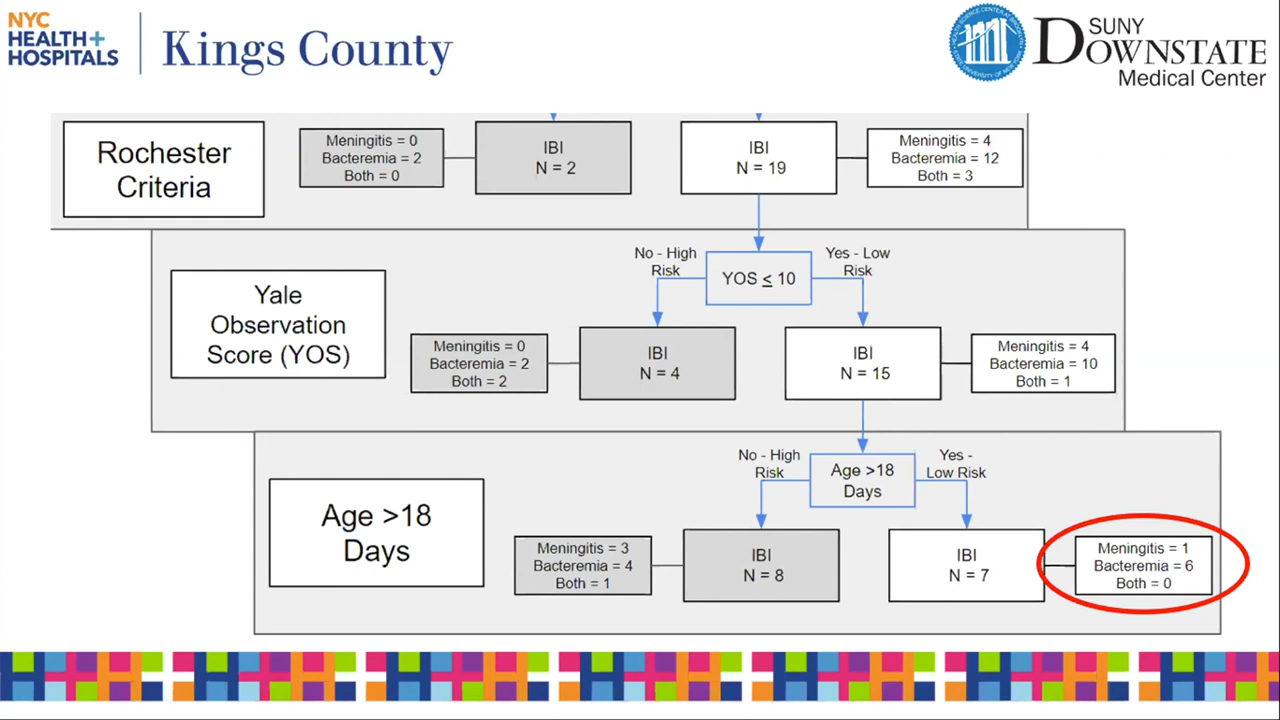 NYC
HEALTH+
HOSPITALS
Kings County
SUNY
DOWNSTATE
Medical Center
Rochester
Criteria
Meningitis = 0
Bacteremia = 2
Both = 0
IBI
N = 2
IBI
N = 19
Meningitis = 4
Bacteremia = 12
Both = 3
Yale
Observation
Score (YOS)
No - High
Risk
YOS ≤ 10
Yes - Low
Risk
Meningitis = 0
Bacteremia = 2
Both = 2
IBI
N = 4
IBI
N = 15
Meningitis = 4
Bacteremia = 10
Both = 1
Age >18
Days
No - High
Risk
Age >18
Days
Yes -
Low Risk
Meningitis = 3
Bacteremia = 4
Both = 1
IBI
N = 8
IBI
N = 7
Meningitis = 1
Bacteremia = 6
Both = 0